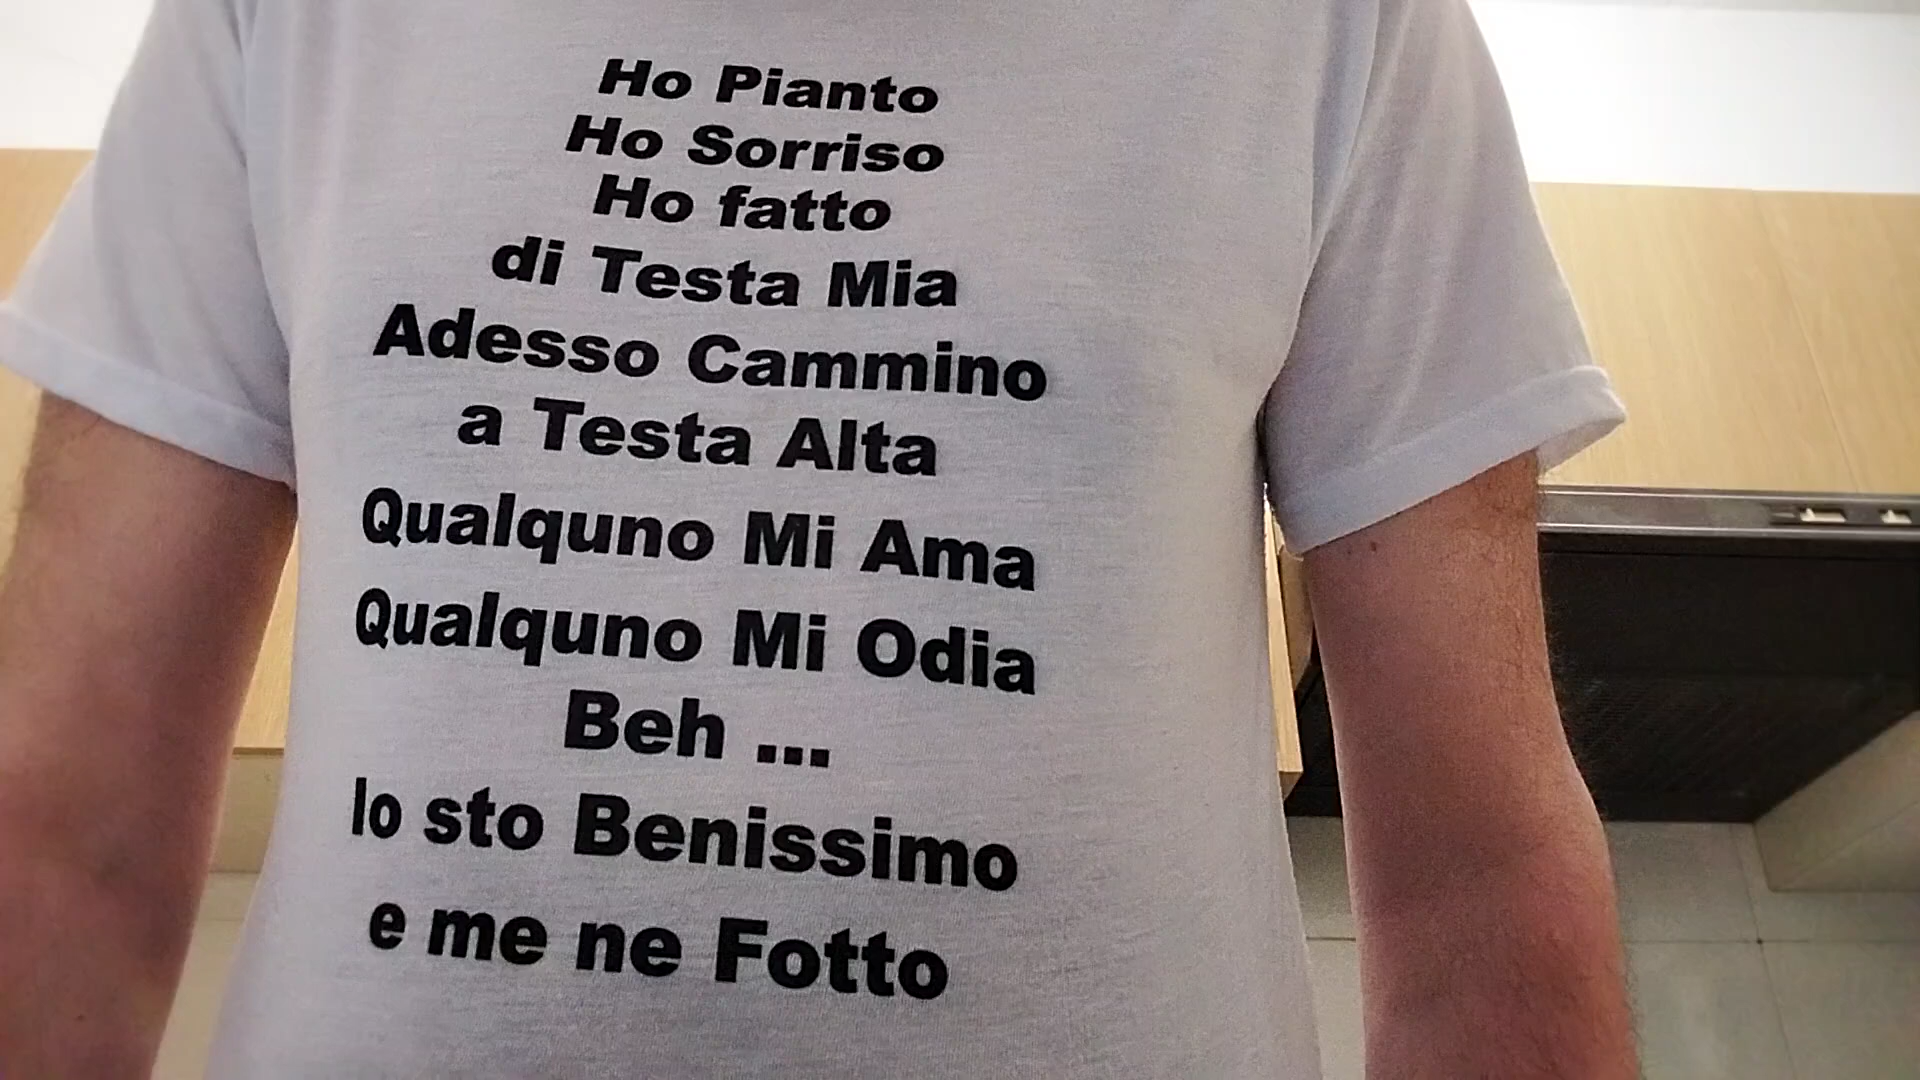 Ho Pianto
Ho Sorriso
Ho fatto
di Testa Mia
Adesso Cammino
a Testa Alta
Qualquno Mi Ama
Qualquno Mi Odia
Beh ...
Io sto Benissimo
e me ne Fotto